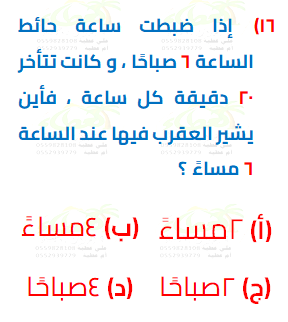 ١٦) إذا ضبطت ساعة حائط
الساعة ٦ صباحًا ، و كانت تتأخر
٢٠ دقيقة كل ساعة ، فأين
يشير العقرب فيها عند الساعة
٦ مساءً ؟
(أ) ٢مساءً (ب) ٤مساءً
(ج) ٢صباحًا (د) ٤صباحًا